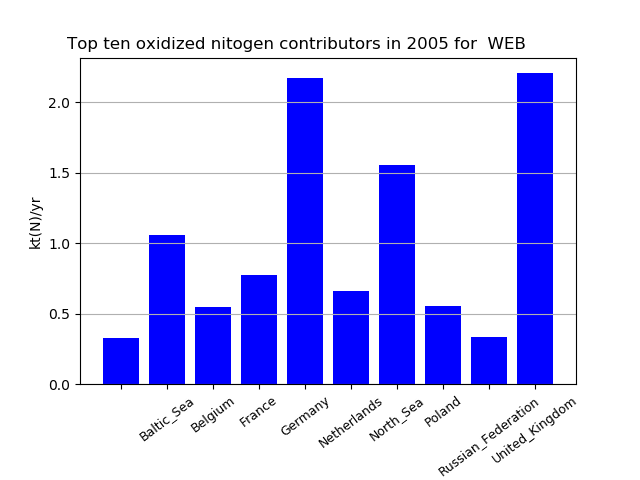 Top ten oxidized nitogen contributors in 2005 for WEB
kt(N)/yr
2.0
1.5
1.0
0.5
0.0
Baltic_Sea
Belgium
France
Germany
Netherlands
North_Sea
Poland
Russian_Federation
United_Kingdom